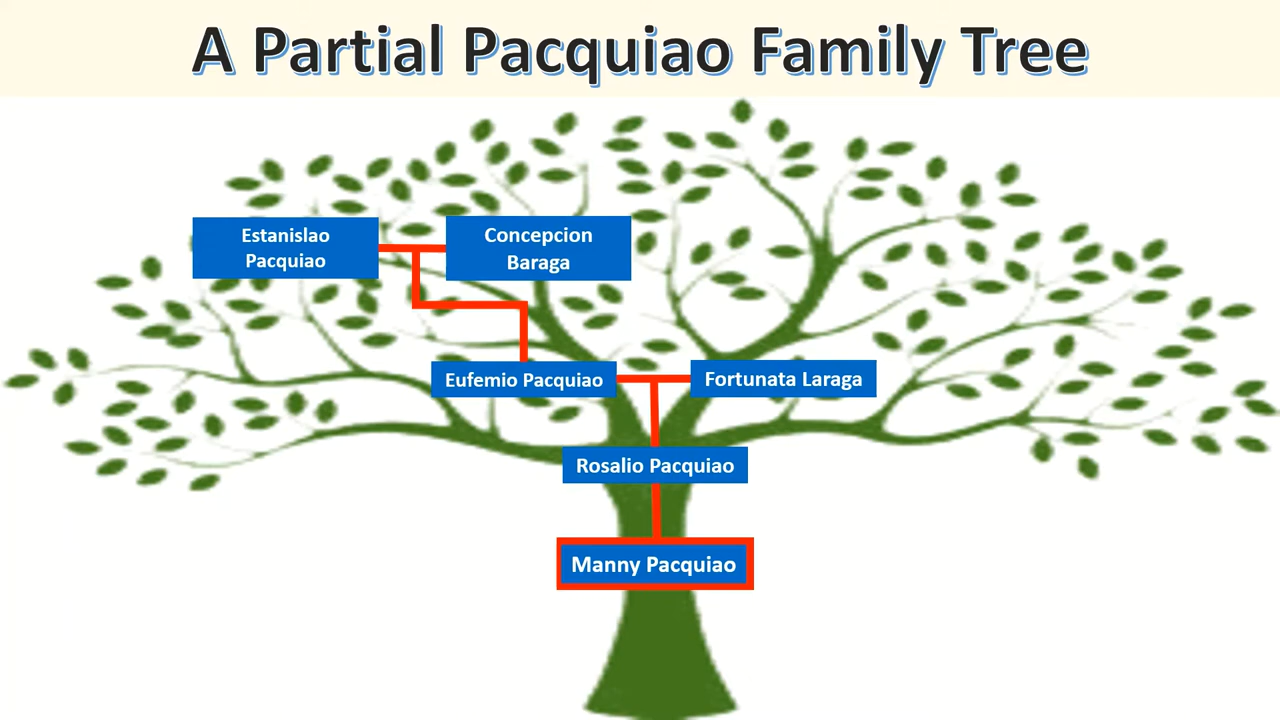 A Partial Pacquiao Family Tree
Estanislao
Pacquiao
Concepcion
Baraga
Eufemio Pacquiao
Fortunata Laraga
Rosalio Pacquiao
Manny Pacquiao